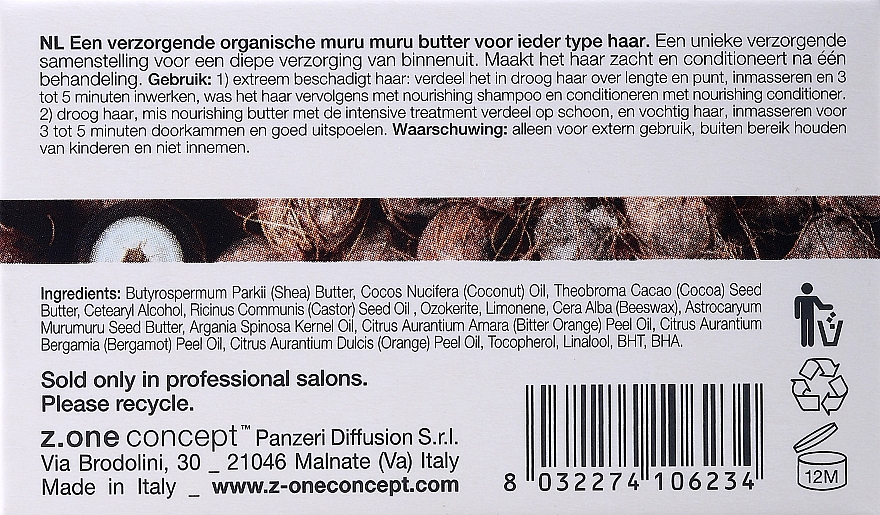 NL Een verzorgende organische muru muru butter voor ieder type haar. Een unieke verzorgende
samenstelling voor een diepe verzorging van binnenuit. Maakt het haar zacht en conditioneert na één
behandeling. Gebruik: 1) extreem beschadigt haar: verdeel het in droog haar over lengte en punt, inmasseren en 3
tot 5 minuten inwerken, was het haar vervolgens met nourishing shampoo en conditioneren met nourishing conditioner.
2) droog haar, mis nourishing butter met de intensive treatment verdeel op schoon, en vochtig haar, inmasseren voor
3 tot 5 minuten doorkammen en goed uitspoelen. Waarschuwing: alleen voor extern gebruik, buiten bereik houden
van kinderen en niet innemen.
Ingredients: Butyrospermum Parkii (Shea) Butter, Cocos Nucifera (Coconut) Oil, Theobroma Cacao (Cocoa) Seed
Butter, Cetearyl Alcohol, Ricinus Communis (Castor) Seed Oil , Ozokerite, Limonene, Cera Alba (Beeswax), Astrocaryum
Murumuru Seed Butter, Argania Spinosa Kernel Oil, Citrus Aurantium Amara (Bitter Orange) Peel Oil, Citrus Aurantium
Bergamia (Bergamot) Peel Oil, Citrus Aurantium Dulcis (Orange) Peel Oil, Tocopherol, Linalool, BHT, BHA.
Sold only in professional salons.
Please recycle.
z.one concept™ Panzeri Diffusion S.r.l.
Via Brodolini, 30 _ 21046 Malnate (Va) Italy
Made in Italy _ www.z-oneconcept.com
8 032274 106234
12M